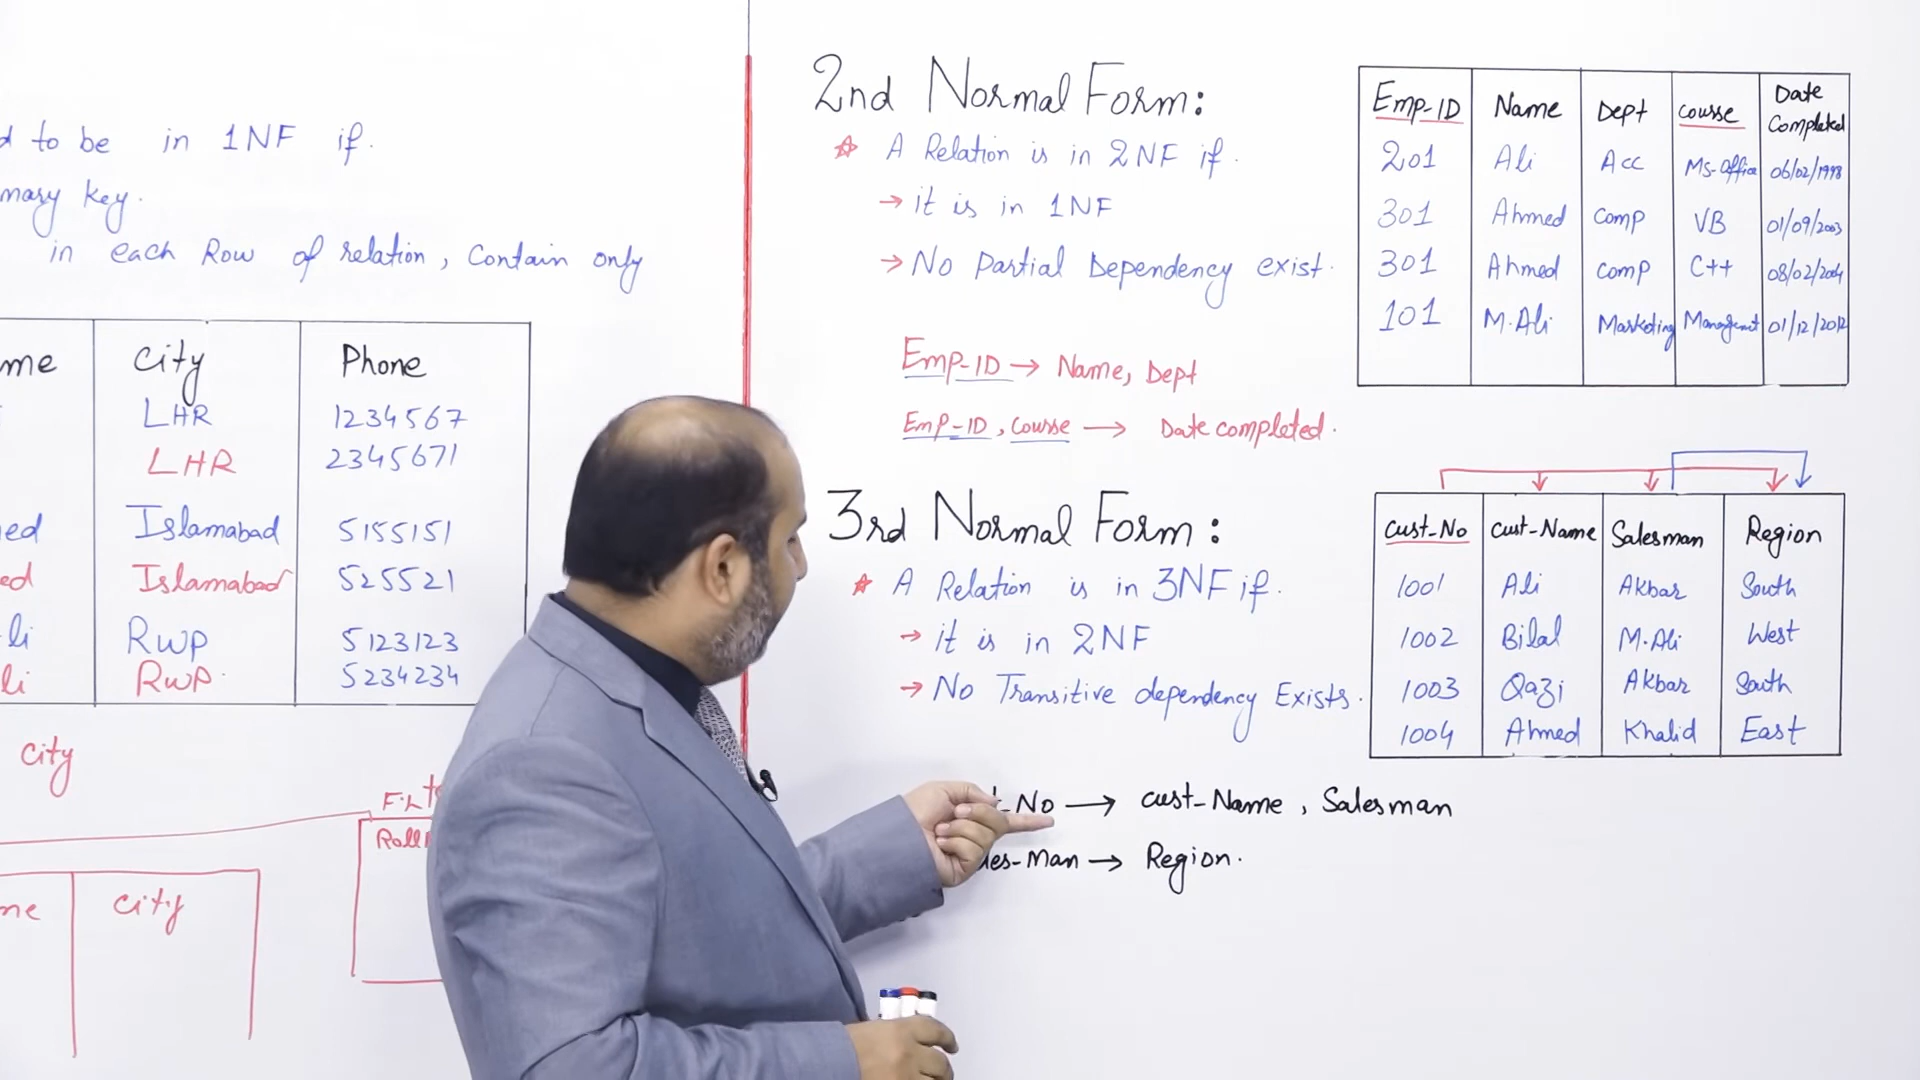 d to be in 1NF if.
mary key.
in each Row of relation, Contain only
me City Phone
LHR 1234567
LHR 2345671
ed Islamabad 5155151
ed Islamabad 525521
li RWP 5123123
li RWP. 5234234
City
me City
2nd Normal Form:
A Relation is in 2NF if.
→ it is in 1NF
→ No Partial Dependency exist.
Emp-ID → Name, Dept
Emp-ID, Course → Date completed.
Emp-ID Name Dept Course Date Completed
201 Ali Acc Ms-Office 06/02/1998
301 Ahmed Comp VB 01/09/2003
301 Ahmed Comp C++ 08/02/2004
101 M.Ali Marketing Managemet 01/12/2012
3rd Normal Form:
A Relation is in 3NF if.
→ it is in 2NF
→ No Transitive dependency Exists.
Cust-No Cust-Name Salesman Region
1001 Ali Akbar South
1002 Bilal M.Ali West
1003 Qazi Akbar South
1004 Ahmed Khalid East
-No → Cust-Name, Salesman
les-Man → Region.